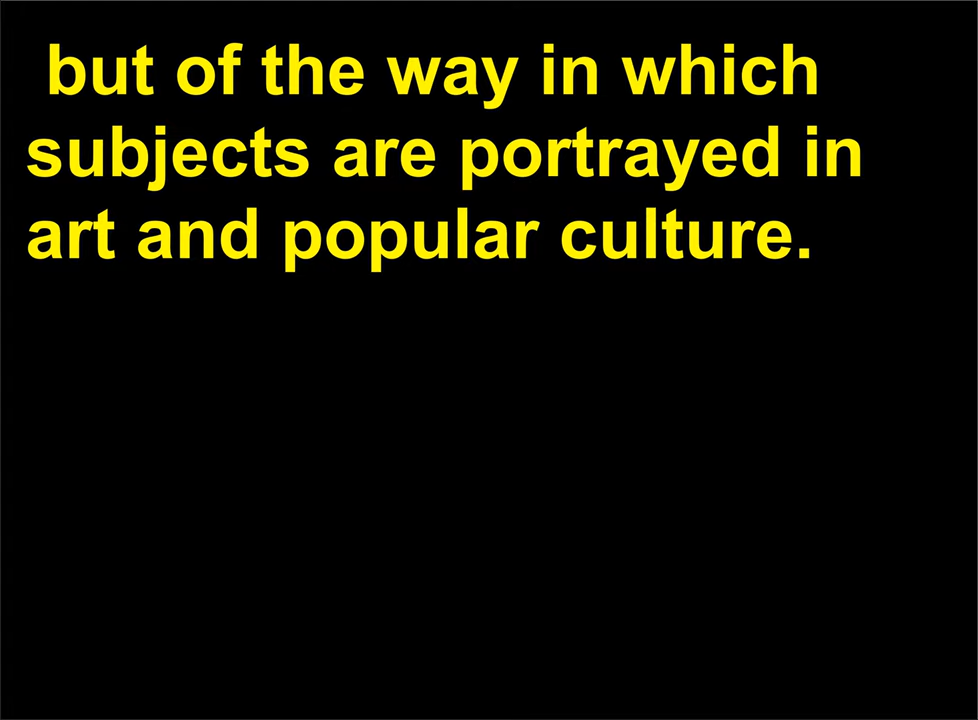 but of the way in which
subjects are portrayed in
art and popular culture.